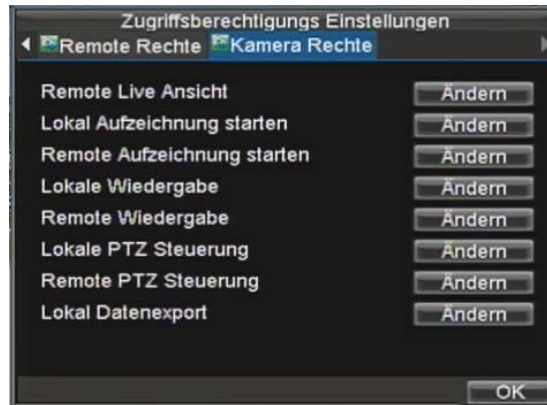 Zugriffsberechtigungs Einstellungen
Remote Rechte Kamera Rechte
Remote Live Ansicht Ändern
Lokal Aufzeichnung starten Ändern
Remote Aufzeichnung starten Ändern
Lokale Wiedergabe Ändern
Remote Wiedergabe Ändern
Lokale PTZ Steuerung Ändern
Remote PTZ Steuerung Ändern
Lokal Datenexport Ändern
OK